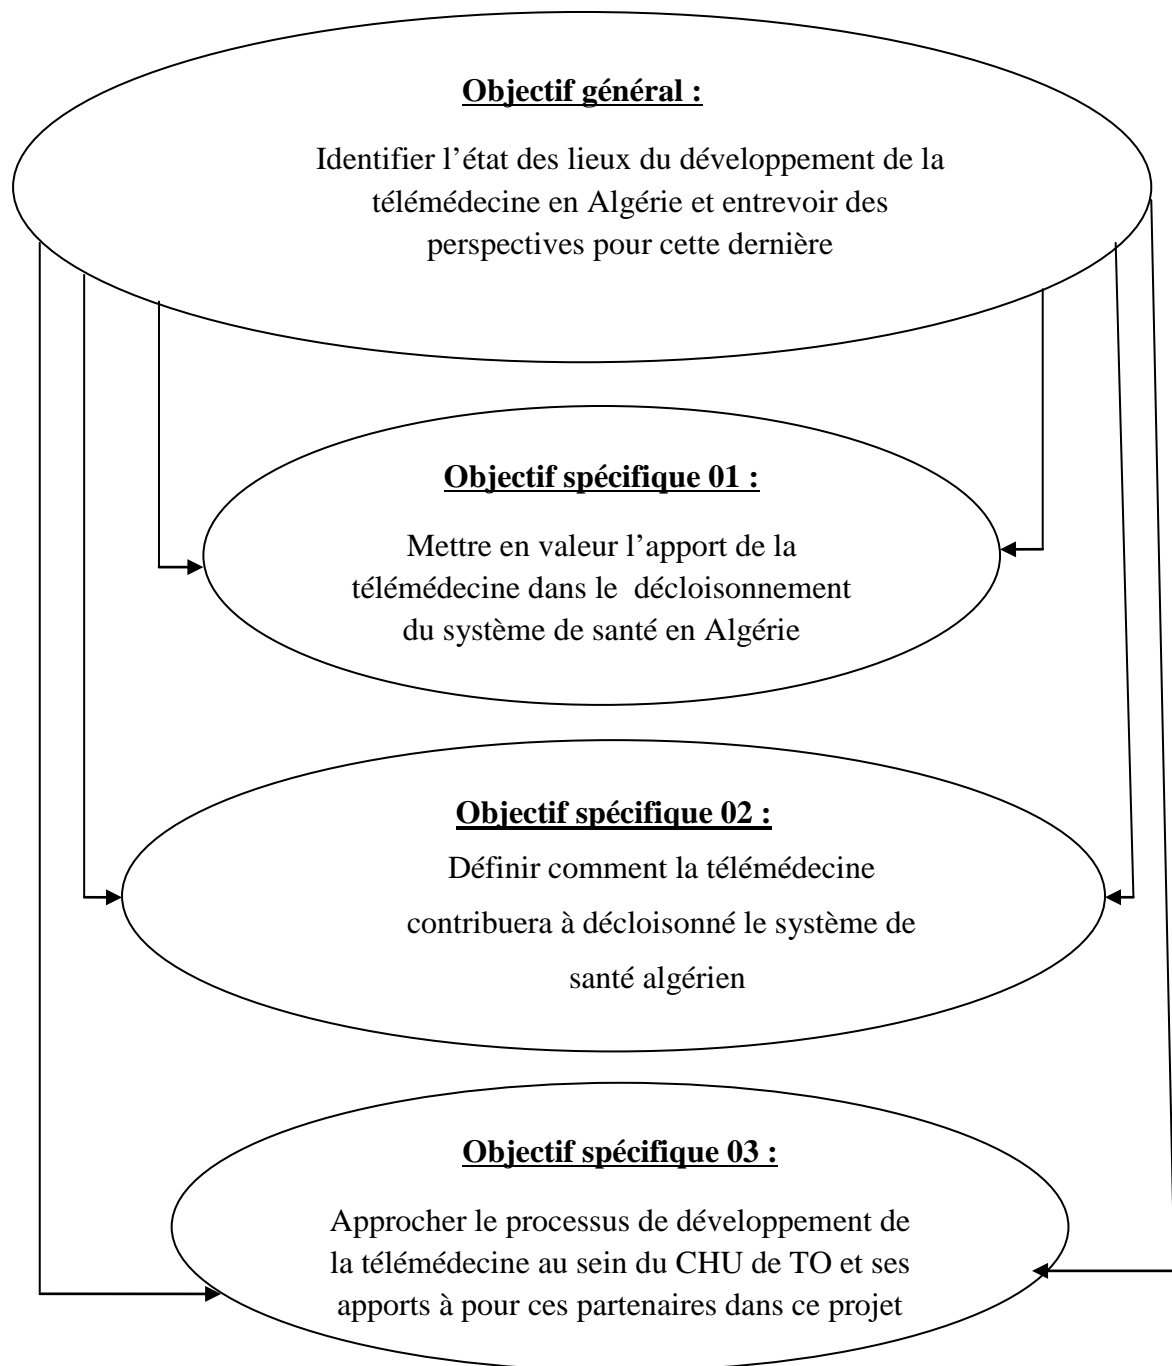 Objectif général :
Identifier l’état des lieux du développement de la
télémédecine en Algérie et entrevoir des
perspectives pour cette dernière
Objectif spécifique 01 :
Mettre en valeur l’apport de la
télémédecine dans le  décloisonnement
du système de santé en Algérie
Objectif spécifique 02 :
Définir comment la télémédecine
contribuera à décloisonné le système de
santé algérien
Objectif spécifique 03 :
Approcher le processus de développement de
la télémédecine au sein du CHU de TO et ses
apports à pour ces partenaires dans ce projet